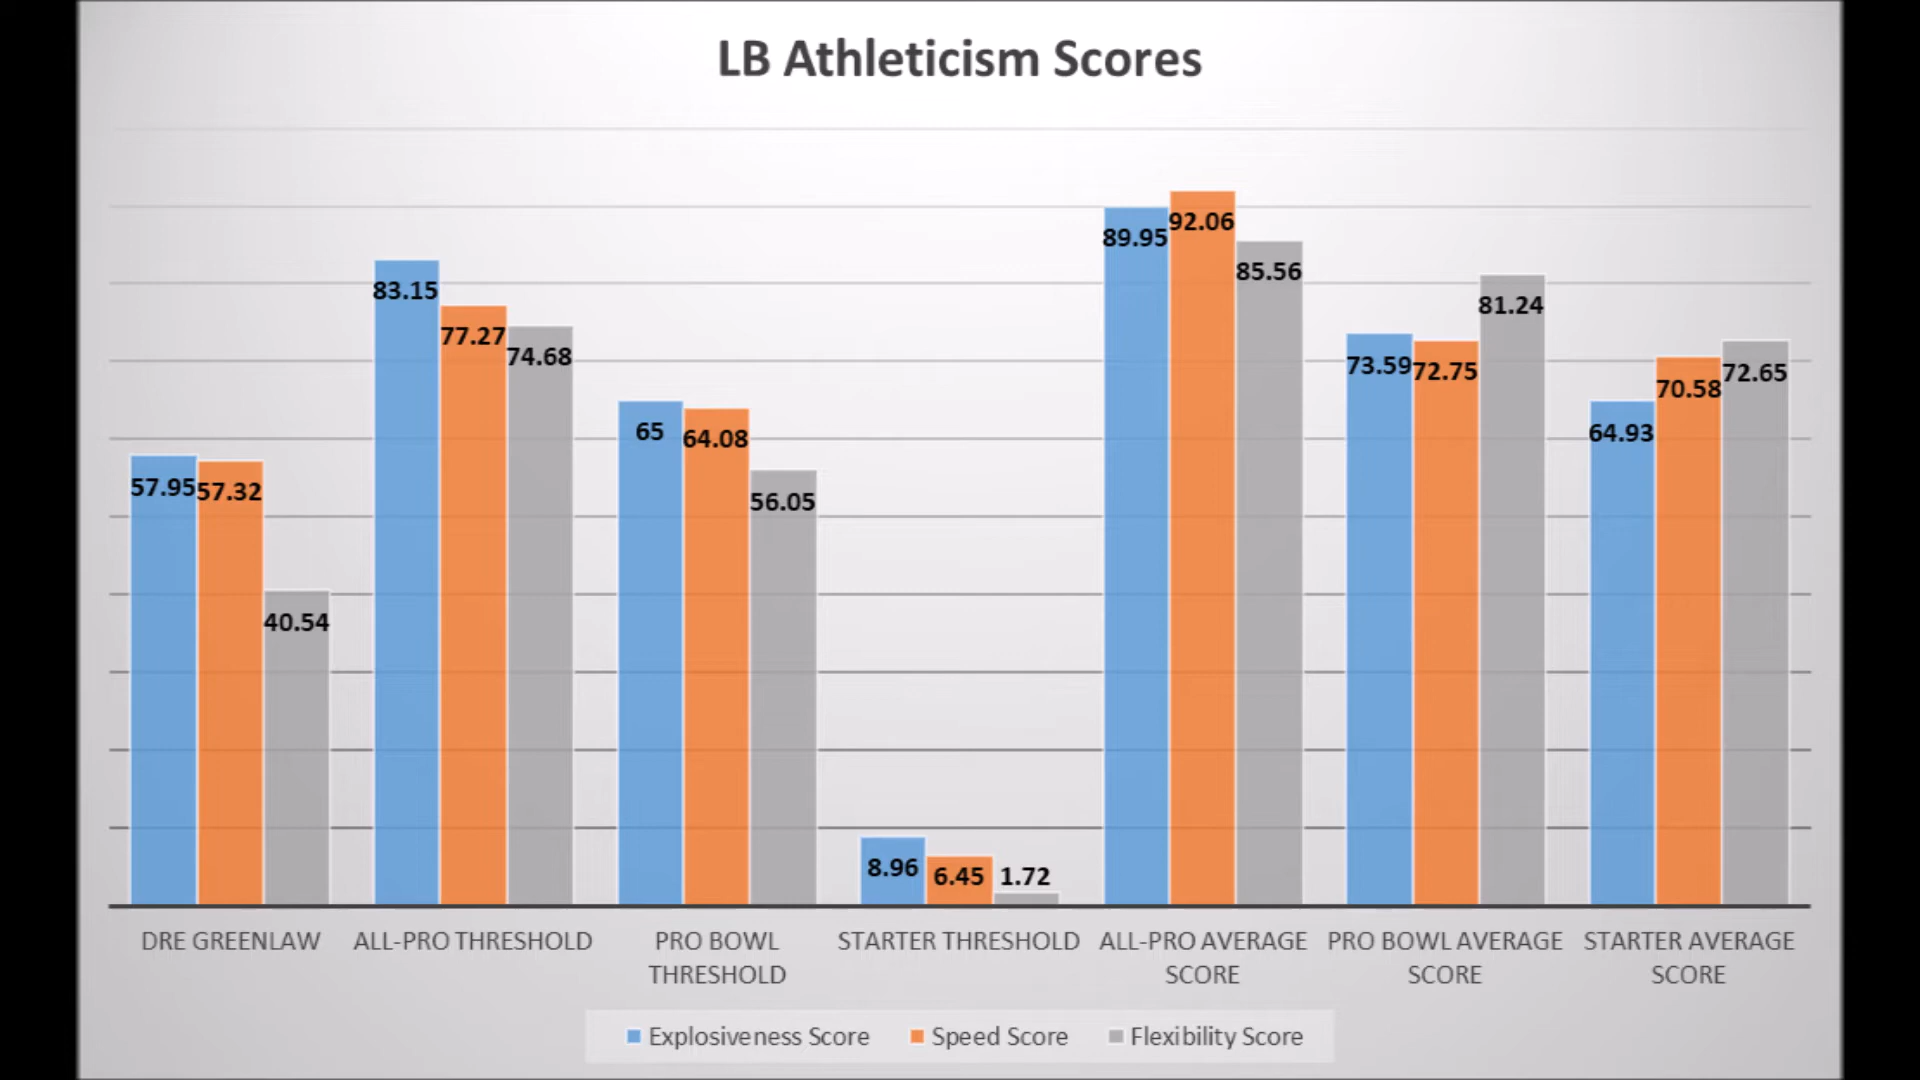 LB Athleticism Scores
57.95
57.32
40.54
83.15
77.27
74.68
65
64.08
56.05
8.96
6.45
1.72
89.95
92.06
85.56
73.59
72.75
81.24
64.93
70.58
72.65
DRE GREENLAW
ALL-PRO THRESHOLD
PRO BOWL
THRESHOLD
STARTER THRESHOLD
ALL-PRO AVERAGE
SCORE
PRO BOWL AVERAGE
SCORE
STARTER AVERAGE
SCORE
Explosiveness Score
Speed Score
Flexibility Score